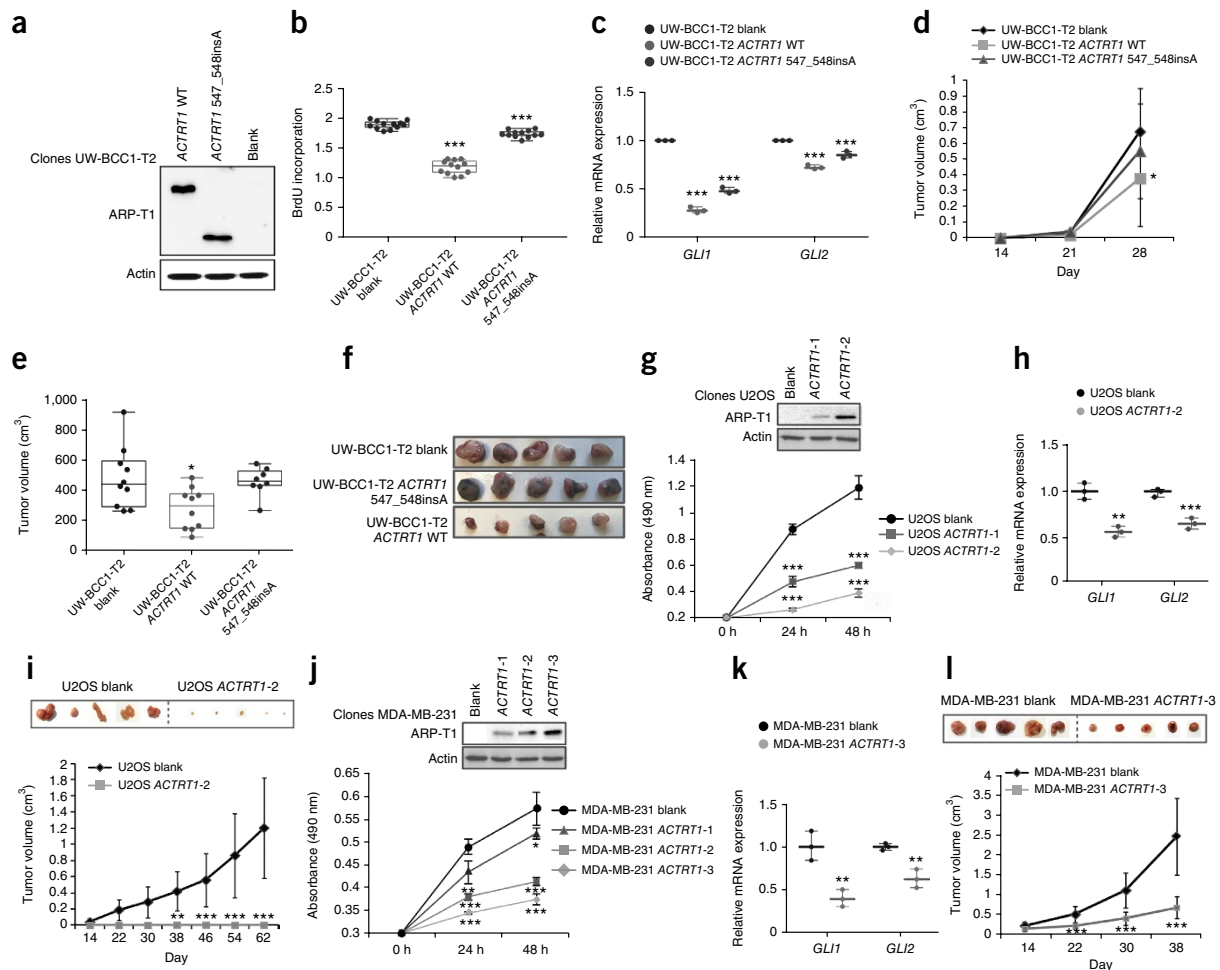 a
ACTRT1 WT
ACTRT1 547_548insA
Blank
Clones UW-BCC1-T2
ARP-T1
Actin
b
BrdU incorporation
2.5
2
1.5
1.0
0.5
0
***
***
UW-BCC1-T2
blank
UW-BCC1-T2
ACTRT1 WT
UW-BCC1-T2
ACTRT1
547_548insA
c
UW-BCC1-T2 blank
UW-BCC1-T2 ACTRT1 WT
UW-BCC1-T2 ACTRT1 547_548insA
Relative mRNA expression
1.5
1.0
0.5
0
***
***
***
***
GLI1
GLI2
d
UW-BCC1-T2 blank
UW-BCC1-T2 ACTRT1 WT
UW-BCC1-T2 ACTRT1 547_548insA
Tumor volume (cm3)
1
0.9
0.8
0.7
0.6
0.5
0.4
0.3
0.2
0.1
0
*
14
21
28
Day
e
Tumor volume (cm3)
1,000
800
600
400
200
0
*
UW-BCC1-T2
blank
UW-BCC1-T2
ACTRT1 WT
UW-BCC1-T2
ACTRT1
547_548insA
f
UW-BCC1-T2 blank
UW-BCC1-T2 ACTRT1
547_548insA
UW-BCC1-T2
ACTRT1 WT
g
Blank
ACTRT1-1
ACTRT1-2
Clones U2OS
ARP-T1
Actin
Absorbance (490 nm)
1.4
1.2
1
0.8
0.6
0.4
0.2
***
***
***
***
0 h
24 h
48 h
U2OS blank
U2OS ACTRT1-1
U2OS ACTRT1-2
h
U2OS blank
U2OS ACTRT1-2
Relative mRNA expression
1.5
1.0
0.5
0
**
***
GLI1
GLI2
i
U2OS blank
U2OS ACTRT1-2
U2OS blank
U2OS ACTRT1-2
Tumor volume (cm3)
2
1.8
1.6
1.4
1.2
1
0.8
0.6
0.4
0.2
0
**
***
***
***
14
22
30
38
46
54
62
Day
j
Blank
ACTRT1-1
ACTRT1-2
ACTRT1-3
Clones MDA-MB-231
ARP-T1
Actin
Absorbance (490 nm)
0.65
0.6
0.55
0.5
0.45
0.4
0.35
0.3
**
***
***
*
***
***
0 h
24 h
48 h
MDA-MB-231 blank
MDA-MB-231 ACTRT1-1
MDA-MB-231 ACTRT1-2
MDA-MB-231 ACTRT1-3
k
MDA-MB-231 blank
MDA-MB-231 ACTRT1-3
Relative mRNA expression
1.5
1.0
0.5
0
**
**
GLI1
GLI2
l
MDA-MB-231 blank
MDA-MB-231 ACTRT1-3
MDA-MB-231 blank
MDA-MB-231 ACTRT1-3
Tumor volume (cm3)
4
3.5
3
2.5
2
1.5
1
0.5
0
***
***
***
14
22
30
38
Day